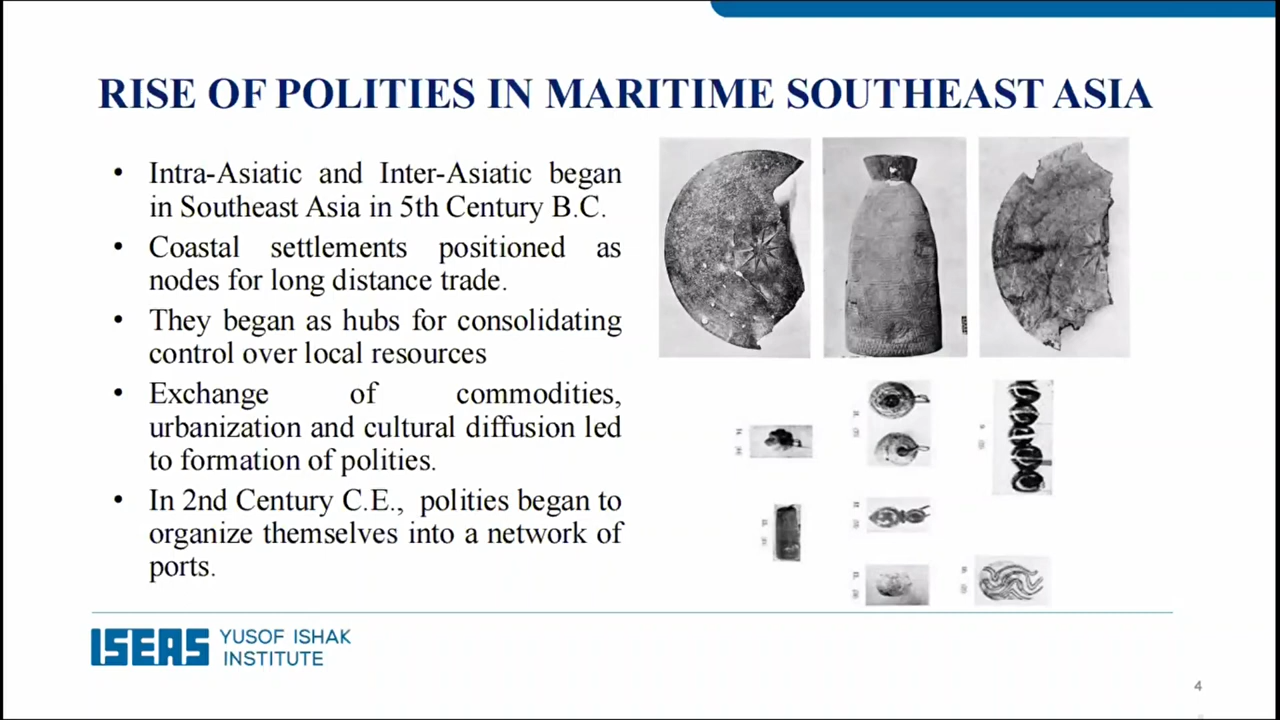 RISE OF POLITIES IN MARITIME SOUTHEAST ASIA
• Intra-Asiatic and Inter-Asiatic began
in Southeast Asia in 5th Century B.C.
• Coastal settlements positioned as
nodes for long distance trade.
• They began as hubs for consolidating
control over local resources
• Exchange of commodities,
urbanization and cultural diffusion led
to formation of polities.
• In 2nd Century C.E., polities began to
organize themselves into a network of
ports.
ISEAS YUSOF ISHAK
INSTITUTE
4